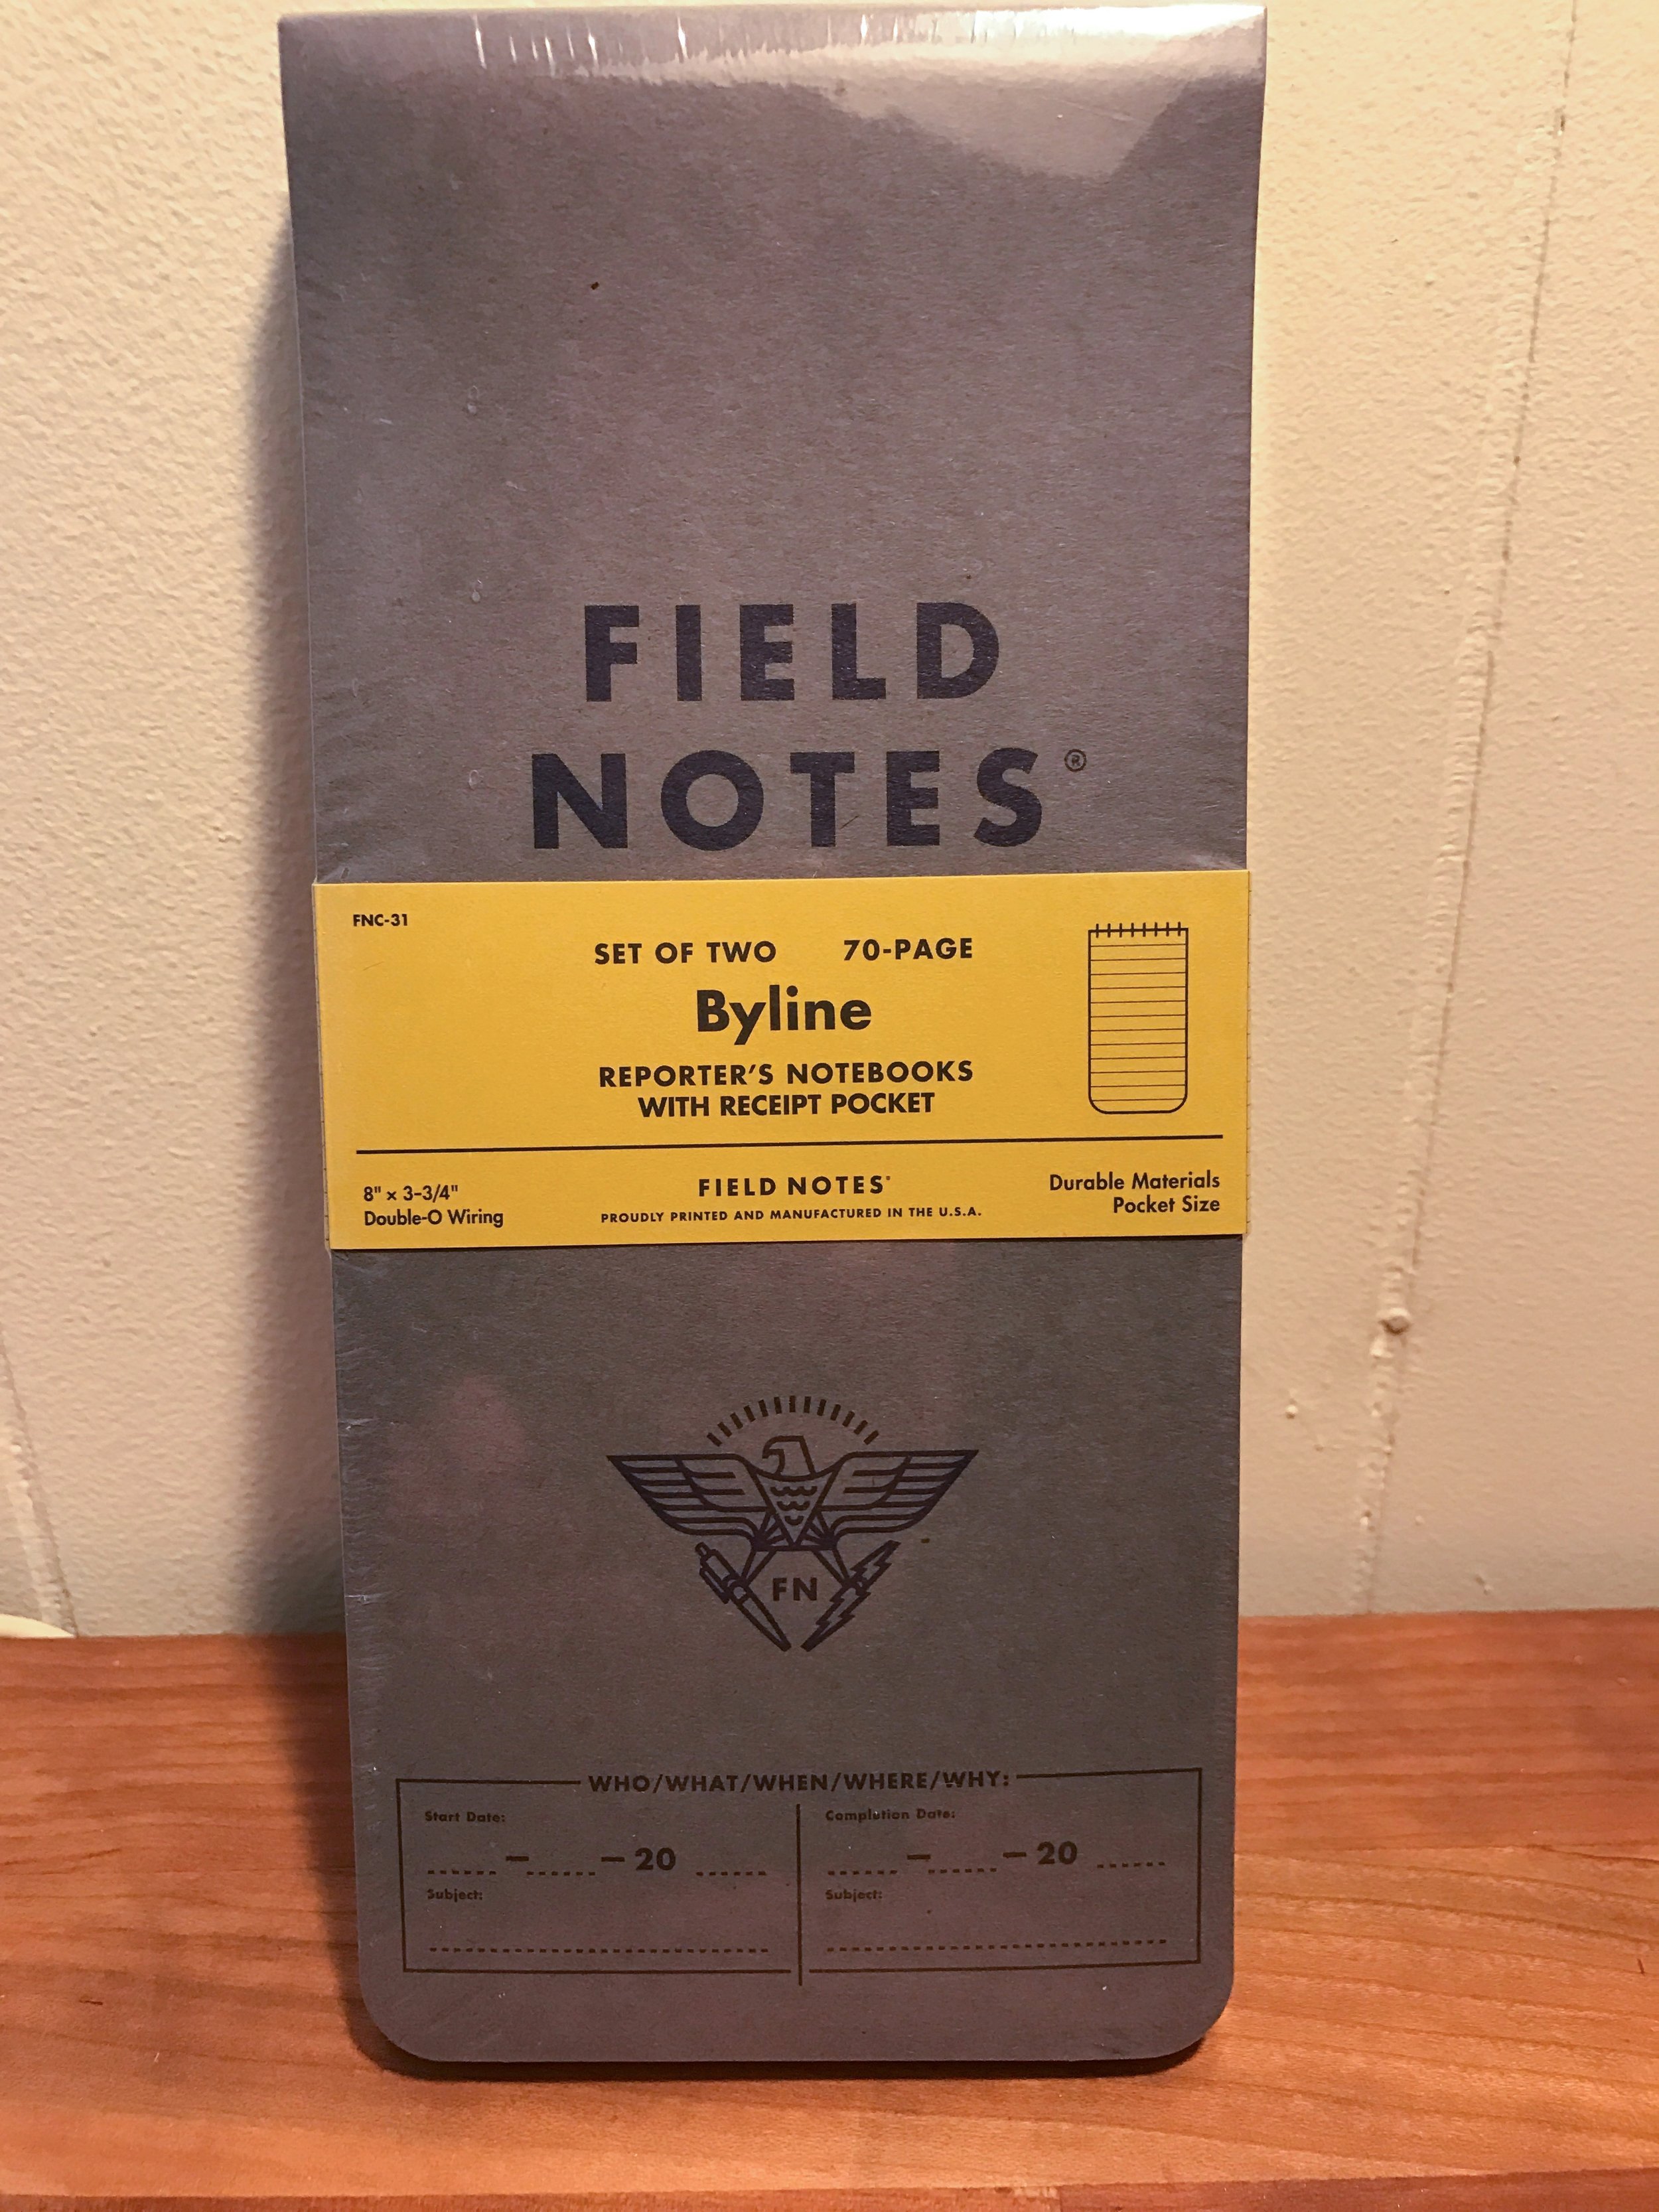 FIELD
NOTES®
FNC-31
SET OF TWO 70-PAGE
Byline
REPORTER'S NOTEBOOKS
WITH RECEIPT POCKET
8" × 3-3/4"
Double-O Wiring
FIELD NOTES®
PROUDLY PRINTED AND MANUFACTURED IN THE U.S.A.
Durable Materials
Pocket Size
FN
WHO/WHAT/WHEN/WHERE/WHY:
Start Date:
Completion Date:
...... – ...... – 20 ......
...... – ...... – 20 ......
Subject:
Subject: